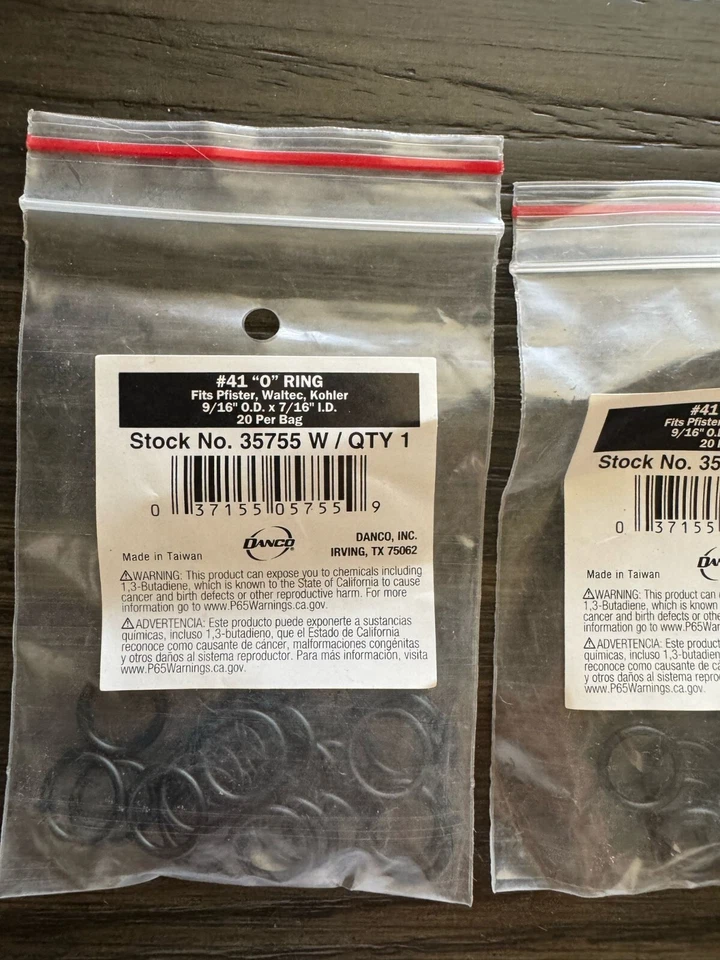 #41 "O" RING
Fits Pfister, Waltec, Kohler
9/16" O.D. x 7/16" I.D.
20 Per Bag
Stock No. 35755 W / QTY 1
0 37155 05755 9
Made in Taiwan
DANCO®
DANCO, INC.
IRVING, TX 75062
⚠WARNING: This product can expose you to chemicals including
1,3-Butadiene, which is known to the State of California to cause
cancer and birth defects or other reproductive harm. For more
information go to www.P65Warnings.ca.gov.
⚠ADVERTENCIA: Este producto puede exponerte a sustancias
químicas, incluso 1,3-butadieno, que el Estado de California
reconoce como causante de cáncer, malformaciones congénitas
y otros daños al sistema reproductor. Para más información, visita
www.P65Warnings.ca.gov.
#41
Fits Pfister
9/16" O.
20
Stock No. 35
0 37155
Made in Taiwan
DAN
⚠WARNING: This product can
1,3-Butadiene, which is known
cancer and birth defects or oth
information go to www.P65War
⚠ADVERTENCIA: Este product
químicas, incluso 1,3-butadien
reconoce como causante de cá
y otros daños al sistema repro
www.P65Warnings.ca.gov.